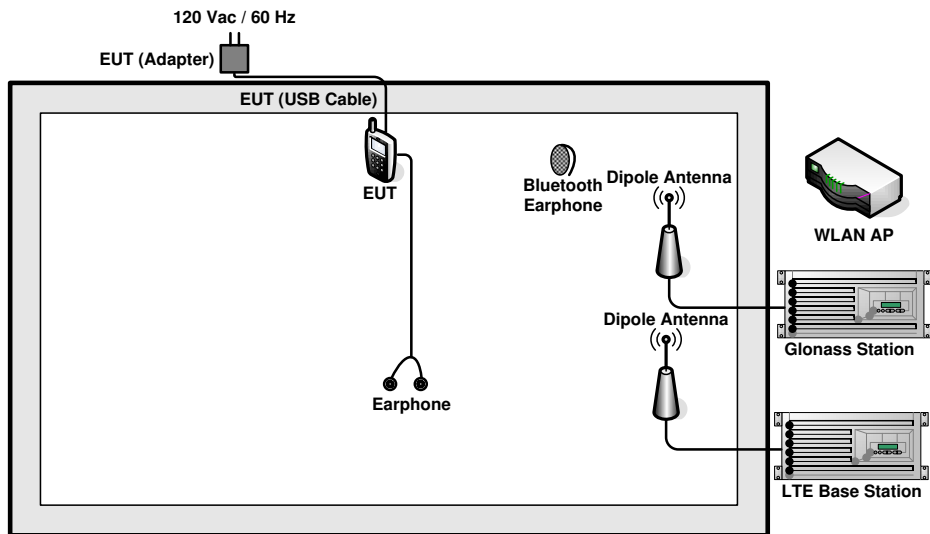 120 Vac / 60 Hz
EUT (Adapter)
EUT (USB Cable)
EUT
Bluetooth
Earphone
Dipole Antenna
WLAN AP
Glonass Station
Dipole Antenna
Earphone
LTE Base Station